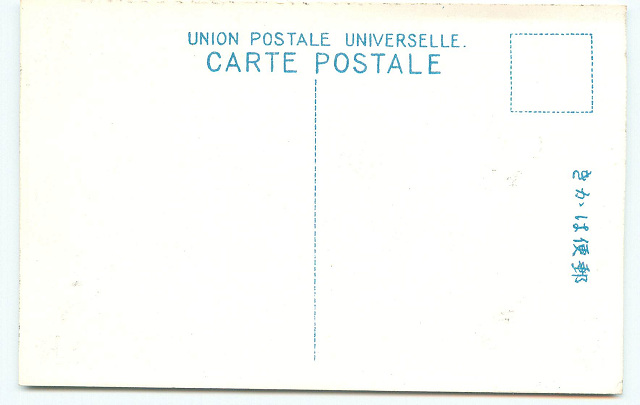 UNION POSTALE UNIVERSELLE.
CARTE POSTALE
郵便はかき